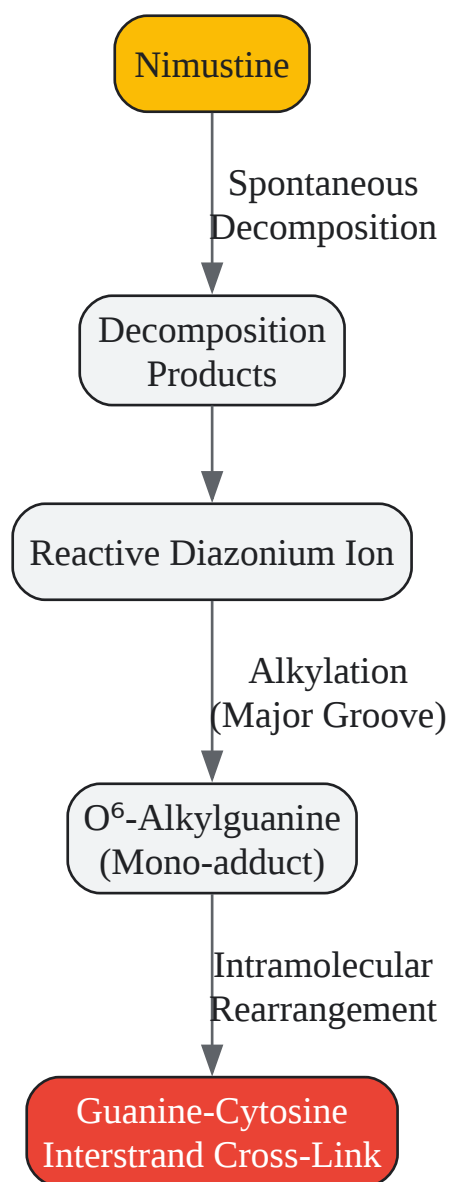 Nimustine
Spontaneous
Decomposition
Decomposition
Products
Reactive Diazonium Ion
Alkylation
(Major Groove)
O⁶-Alkylguanine
(Mono-adduct)
Intramolecular
Rearrangement
Guanine-Cytosine
Interstrand Cross-Link